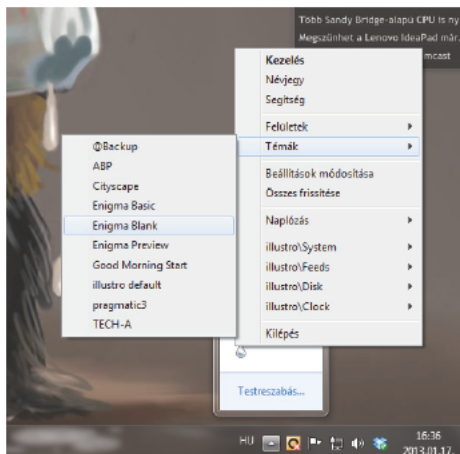 Több Sandy Bridge-alapú CPU is ny
Megszűnhet a Lenovo IdeaPad már.
mcast
Kezelés
Névjegy
Segítség
Felületek
Témák
Beállítások módosítása
Összes frissítése
Naplózás
illustro\System
illustro\Feeds
illustro\Disk
illustro\Clock
Kilépés
@Backup
ABP
Cityscape
Enigma Basic
Enigma Blank
Enigma Preview
Good Morning Start
illustro default
pragmatic3
TECH-A
Testreszabás...
HU
16:36
2013.01.17.